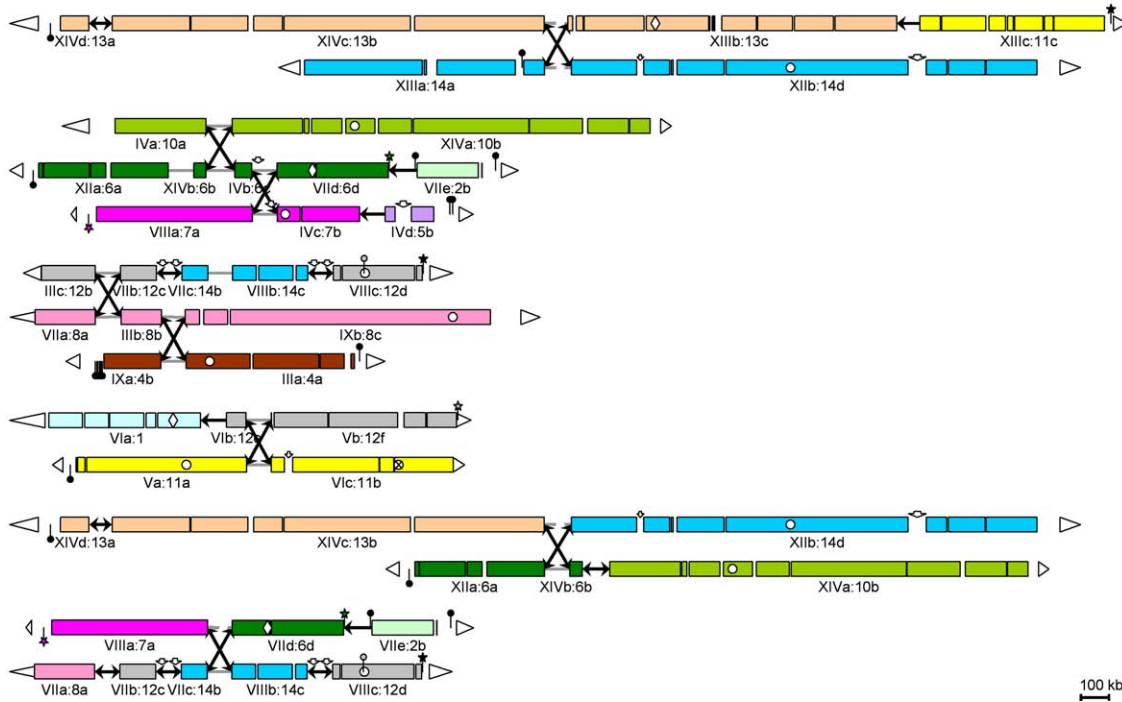 XIVd:13a XIVc:13b XIIIb:13c XIIIc:11c
XIIIa:14a XIIb:14d
IVa:10a XIVa:10b
XIIa:6a XIVb:6b IVb:6c VIId:6d VIIe:2b
VIIIa:7a IVc:7b IVd:5b
IIIc:12b VIIb:12c VIIc:14b VIIIb:14c VIIIc:12d
VIIa:8a IIIb:8b IXb:8c
IXa:4b IIIa:4a
VIa:1 VIb:12e Vb:12f
Va:11a VIc:11b
XIVd:13a XIVc:13b XIIb:14d
XIIa:6a XIVb:6b XIVa:10b
VIIIa:7a VIId:6d VIIe:2b
VIIa:8a VIIb:12c VIIc:14b VIIIb:14c VIIIc:12d
100 kb